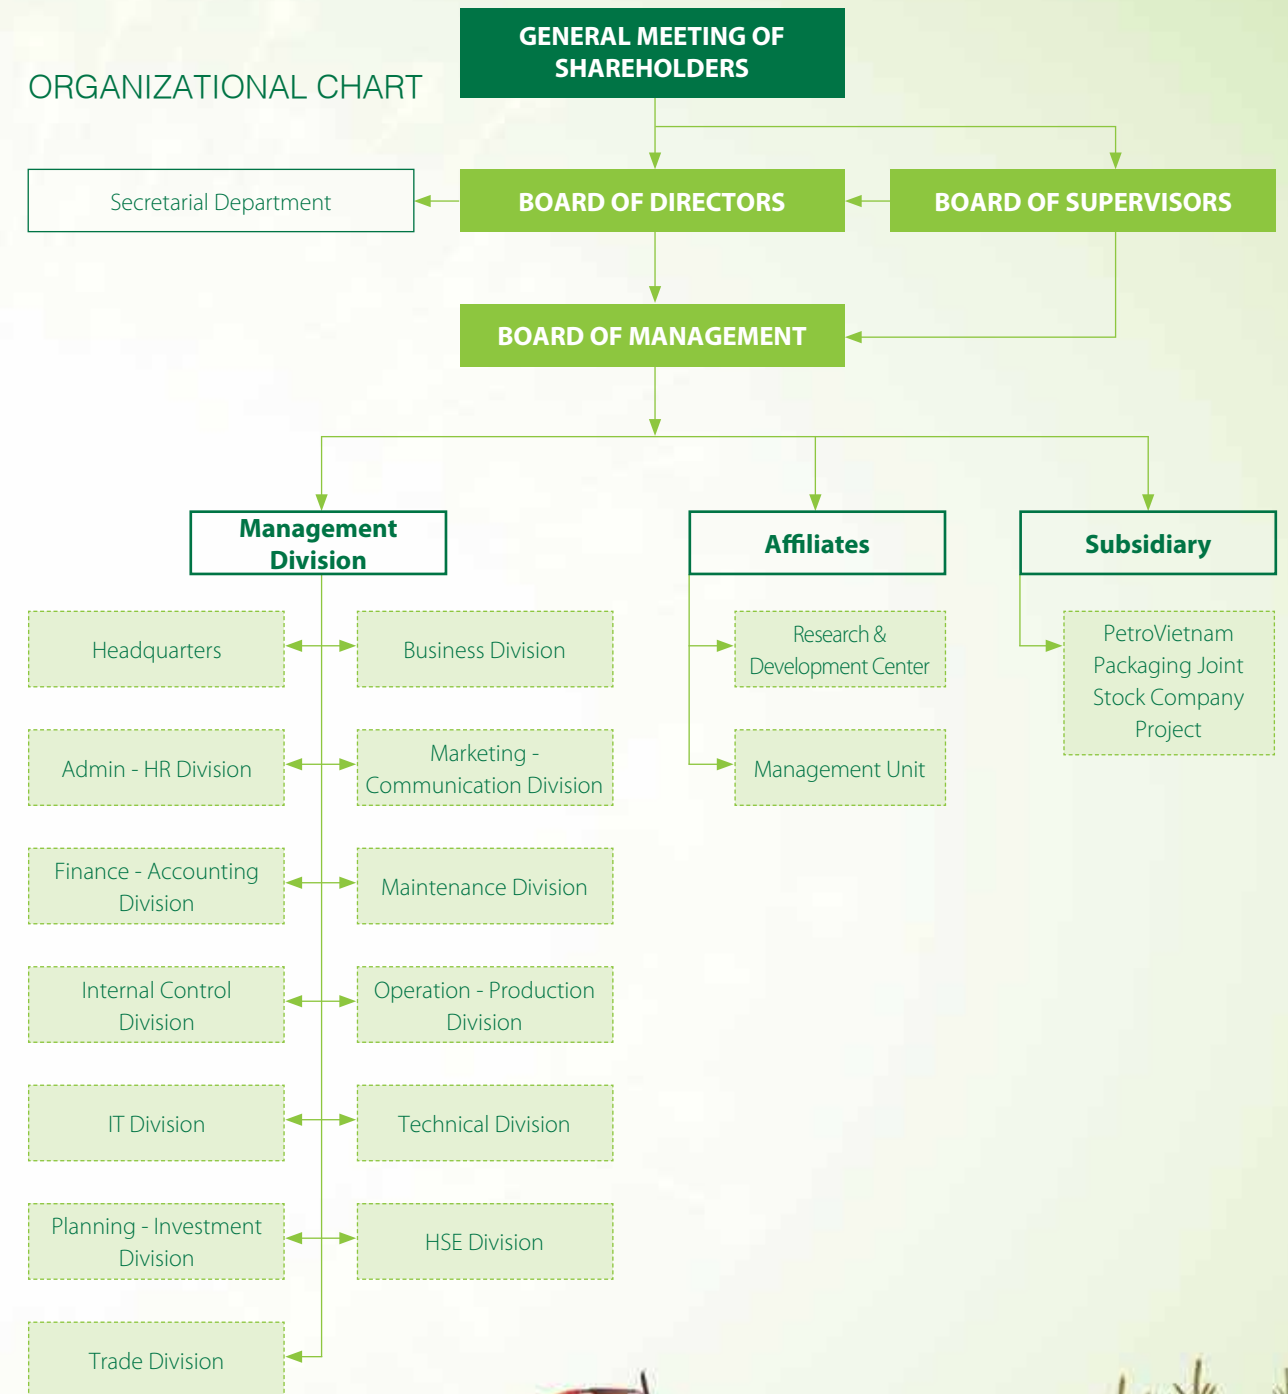 GENERAL MEETING OF
SHAREHOLDERS
ORGANIZATIONAL CHART
Secretarial Department
BOARD OF DIRECTORS
BOARD OF SUPERVISORS
BOARD OF MANAGEMENT
Management
Division
Affiliates
Subsidiary
Headquarters
Business Division
Research &
Development Center
PetroVietnam
Packaging Joint
Stock Company
Project
Admin - HR Division
Marketing -
Communication Division
Management Unit
Finance - Accounting
Division
Maintenance Division
Internal Control
Division
Operation - Production
Division
IT Division
Technical Division
Planning - Investment
Division
HSE Division
Trade Division